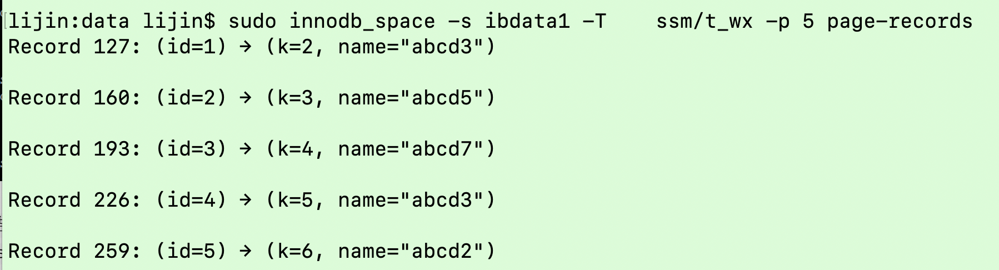 [lijin:data lijin$ sudo innodb_space -s ibdata1 -T    ssm/t_wx -p 5 page-records
Record 127: (id=1) → (k=2, name="abcd3")
Record 160: (id=2) → (k=3, name="abcd5")
Record 193: (id=3) → (k=4, name="abcd7")
Record 226: (id=4) → (k=5, name="abcd3")
Record 259: (id=5) → (k=6, name="abcd2")